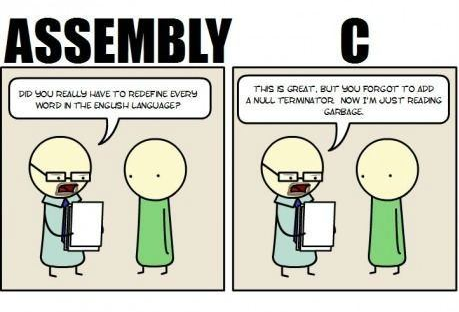 ASSEMBLY
DID YOU REALLY HAVE TO REDEFINE EVERY
WORD IN THE ENGLISH LANGUAGE?
C
THIS IS GREAT, BUT YOU FORGOT TO ADD
A NULL TERMINATOR. NOW I'M JUST READING
GARBAGE.